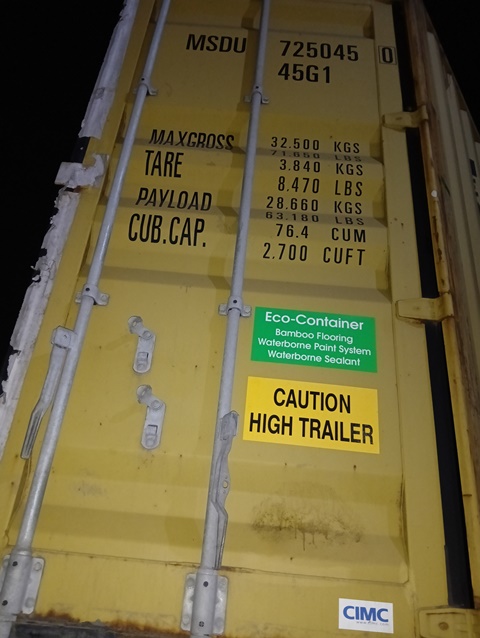 MSDU 725045 0
45G1
MAXGROSS 32.500 KGS
71.650 LBS
TARE 3.840 KGS
8.470 LBS
PAYLOAD 28.660 KGS
63.180 LBS
CUB.CAP. 76.4 CUM
2.700 CUFT
Eco-Container
Bamboo Flooring
Waterborne Paint System
Waterborne Sealant
CAUTION
HIGH TRAILER
CIMC